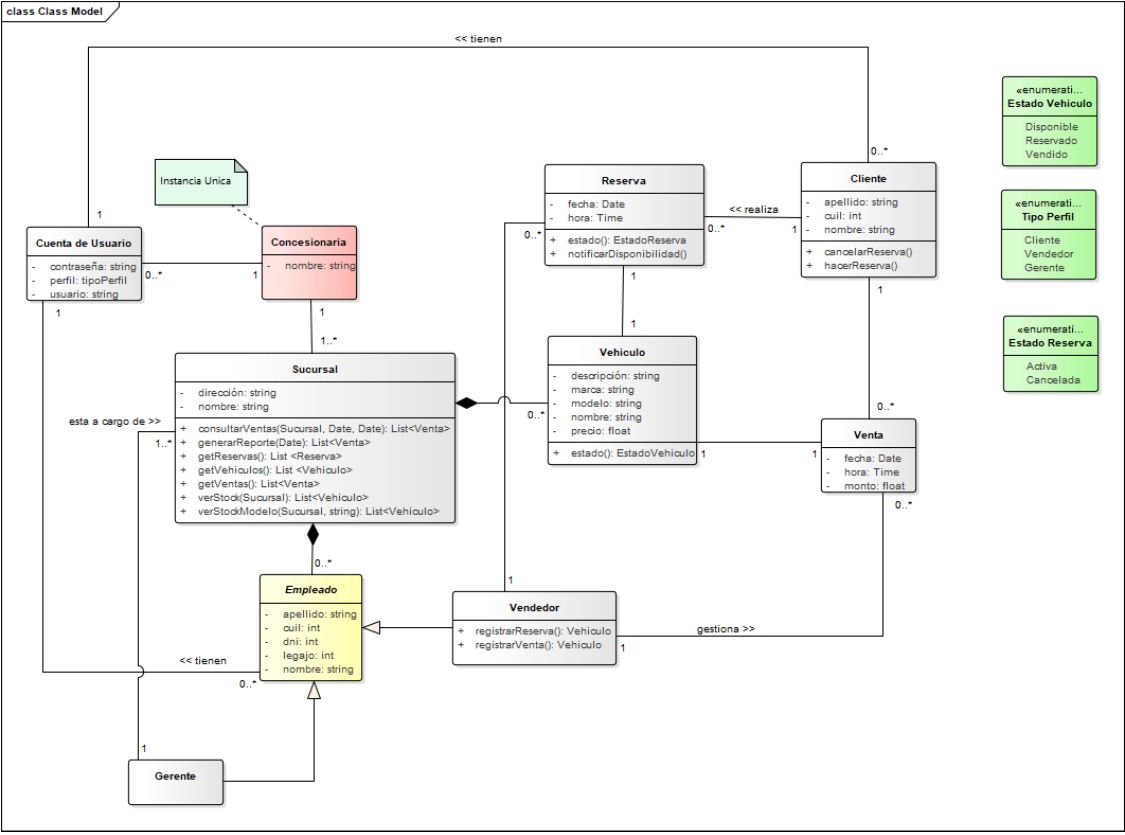 class Class Model
<< tienen
0..*
1
Instancia Unica
Cuenta de Usuario
- contraseña: string
- perfil: tipoPerfil
- usuario: string
0..*
1
1
Concesionaria
- nombre: string
1
1..*
Reserva
- fecha: Date
- hora: Time
+ estado(): EstadoReserva
+ notificarDisponibilidad()
0..*
<< realiza
0..*
1
1
1
Cliente
- apellido: string
- cuil: int
- nombre: string
+ cancelarReserva()
+ hacerReserva()
1
0..*
«enumerati...
Estado Vehiculo
Disponible
Reservado
Vendido
«enumerati...
Tipo Perfil
Cliente
Vendedor
Gerente
«enumerati...
Estado Reserva
Activa
Cancelada
Sucursal
- dirección: string
- nombre: string
+ consultarVentas(Sucursal, Date, Date): List<Venta>
+ generarReporte(Date): List<Venta>
+ getReservas(): List <Reserva>
+ getVehiculos(): List <Vehiculo>
+ getVentas(): List<Venta>
+ verStock(Sucursal): List<Vehiculo>
+ verStockModelo(Sucursal, string): List<Vehiculo>
esta a cargo de >>
1..*
0..*
Vehiculo
- descripción: string
- marca: string
- modelo: string
- nombre: string
- precio: float
+ estado(): EstadoVehiculo
0..*
1
1
Venta
- fecha: Date
- hora: Time
- monto: float
0..*
Empleado
- apellido: string
- cuil: int
- dni: int
- legajo: int
- nombre: string
<< tienen
0..*
1
Vendedor
+ registrarReserva(): Vehiculo
+ registrarVenta(): Vehiculo
gestiona >>
1
1
Gerente